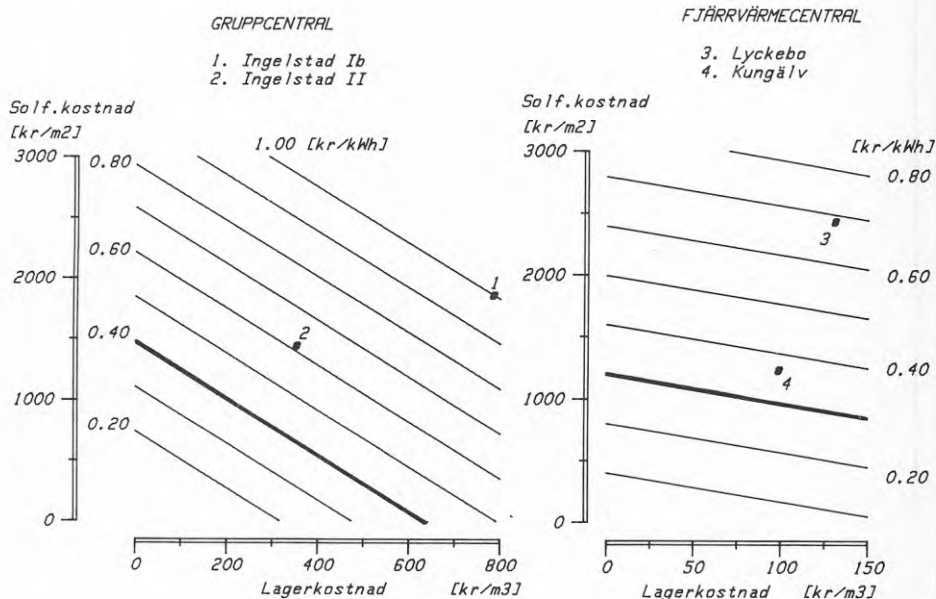 GRUPPCENTRAL
1. Ingelstad Ib
2. Ingelstad II
Solf.kostnad
[kr/m2]
1.00 [kr/kWh]
3000
2000
1000
0
0.80
0.60
0.40
0.20
1
2
0 200 400 600 800
Lagerkostnad [kr/m3]
FJÄRRVÄRMECENTRAL
3. Lyckebo
4. Kungälv
Solf.kostnad
[kr/m2]
[kr/kWh]
3000
2000
1000
0
0.80
0.60
0.40
0.20
3
4
0 50 100 150
Lagerkostnad [kr/m3]